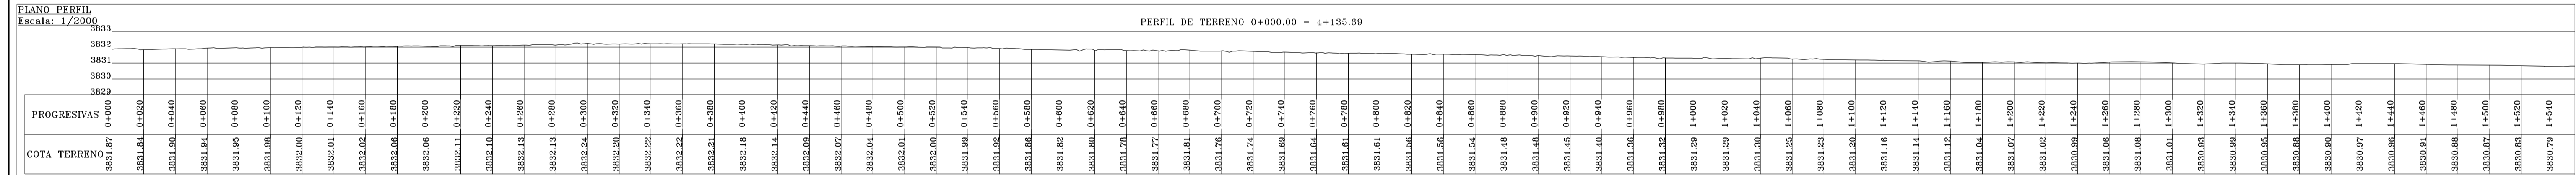 PLANO PERFIL
Escala: 1/2000
PERFIL DE TERRENO 0+000.00 - 4+135.69
3833
3832
3831
3830
3829
PROGRESIVAS 0+000 0+020 0+040 0+060 0+080 0+100 0+120 0+140 0+160 0+180 0+200 0+220 0+240 0+260 0+280 0+300 0+320 0+340 0+360 0+380 0+400 0+420 0+440 0+460 0+480 0+500 0+520 0+540 0+560 0+580 0+600 0+620 0+640 0+660 0+680 0+700 0+720 0+740 0+760 0+780 0+800 0+820 0+840 0+860 0+880 0+900 0+920 0+940 0+960 0+980 1+000 1+020 1+040 1+060 1+080 1+100 1+120 1+140 1+160 1+180 1+200 1+220 1+240 1+260 1+280 1+300 1+320 1+340 1+360 1+380 1+400 1+420 1+440 1+460 1+480 1+500 1+520 1+540
COTA TERRENO 3831.87 3831.84 3831.90 3831.94 3831.95 3831.98 3832.00 3832.01 3832.02 3832.06 3832.06 3832.11 3832.10 3832.13 3832.13 3832.24 3832.20 3832.22 3832.22 3832.21 3832.18 3832.14 3832.09 3832.07 3832.04 3832.01 3832.00 3831.99 3831.92 3831.86 3831.82 3831.80 3831.78 3831.77 3831.81 3831.76 3831.74 3831.69 3831.64 3831.61 3831.61 3831.56 3831.56 3831.54 3831.48 3831.48 3831.45 3831.40 3831.36 3831.32 3831.29 3831.29 3831.30 3831.25 3831.23 3831.20 3831.16 3831.14 3831.12 3831.04 3831.07 3831.02 3830.99 3831.06 3831.08 3831.01 3830.93 3830.99 3830.95 3830.88 3830.90 3830.97 3830.96 3830.91 3830.88 3830.87 3830.83 3830.79